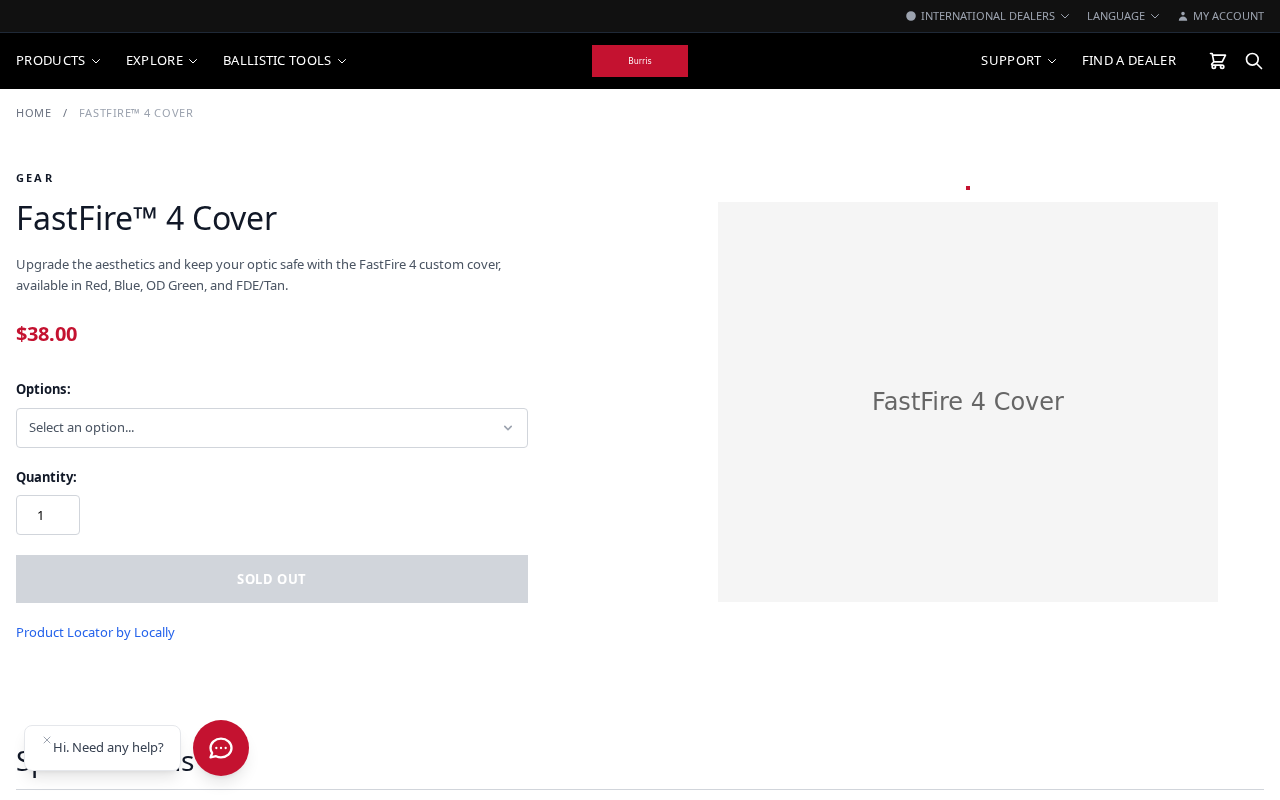 INTERNATIONAL DEALERS
LANGUAGE
MY ACCOUNT
PRODUCTS
EXPLORE
BALLISTIC TOOLS
Burris
SUPPORT
FIND A DEALER
HOME / FASTFIRE™ 4 COVER
GEAR
FastFire™ 4 Cover
Upgrade the aesthetics and keep your optic safe with the FastFire 4 custom cover,
available in Red, Blue, OD Green, and FDE/Tan.
$38.00
Options:
Select an option...
Quantity:
1
SOLD OUT
Product Locator by Locally
FastFire 4 Cover
Hi. Need any help?